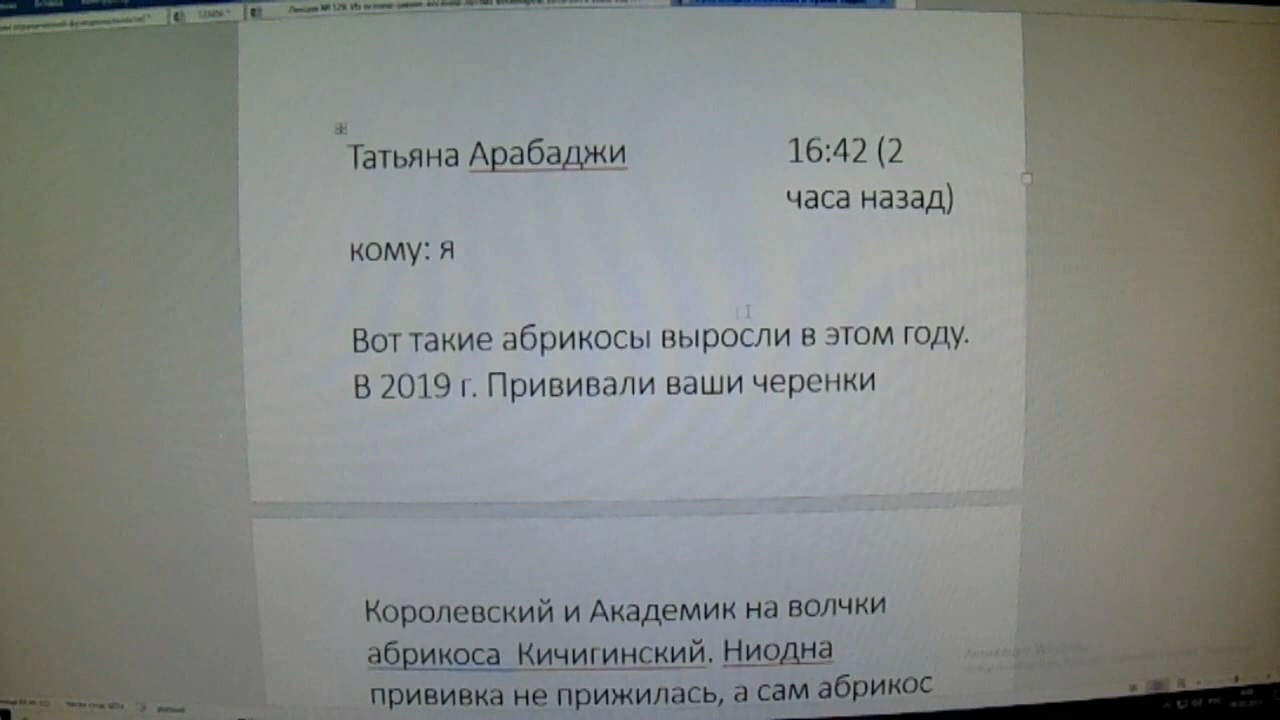 Татьяна Арабаджи
16:42 (2
часа назад)
кому: я
Вот такие абрикосы выросли в этом году.
В 2019 г. Прививали ваши черенки
Королевский и Академик на волчки
абрикоса Кичигинский. Ниодна
прививка не прижилась, а сам абрикос